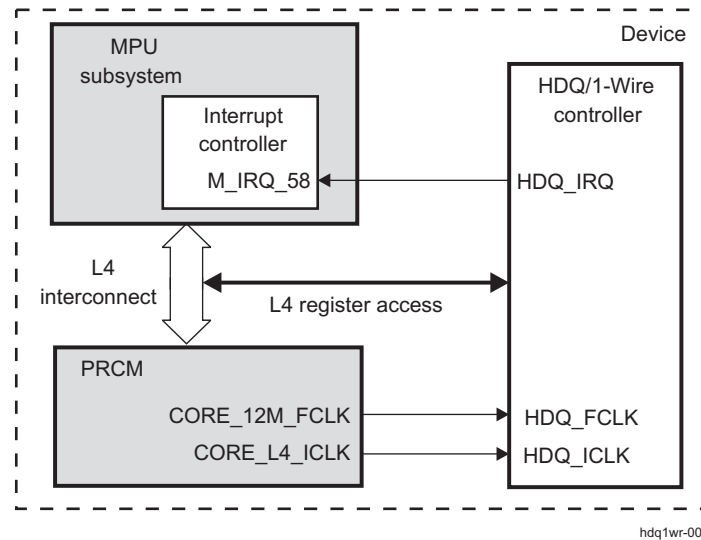 Device
MPU
subsystem
HDQ/1-Wire
controller
Interrupt
controller
M_IRQ_58
HDQ_IRQ
L4
interconnect
L4 register access
PRCM
CORE_12M_FCLK
HDQ_FCLK
CORE_L4_ICLK
HDQ_ICLK
hdq1wr-00